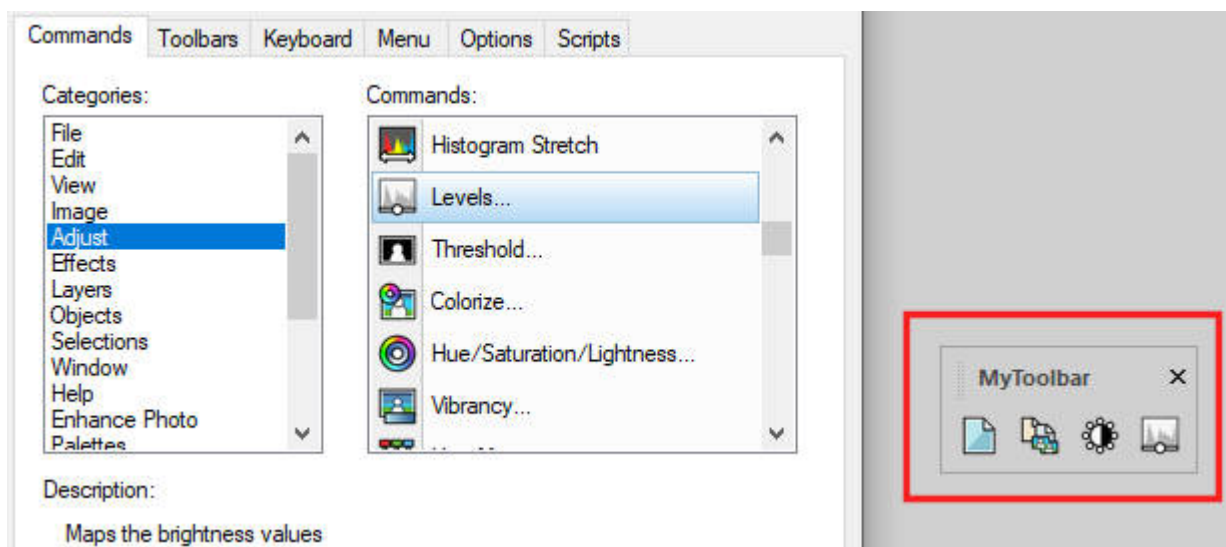 Commands Toolbars Keyboard Menu Options Scripts
Categories:
File
Edit
View
Image
Adjust
Effects
Layers
Objects
Selections
Window
Help
Enhance Photo
Palettes
Commands:
Histogram Stretch
Levels...
Threshold...
Colorize...
Hue/Saturation/Lightness...
Vibrancy...
MyToolbar
Description:
Maps the brightness values